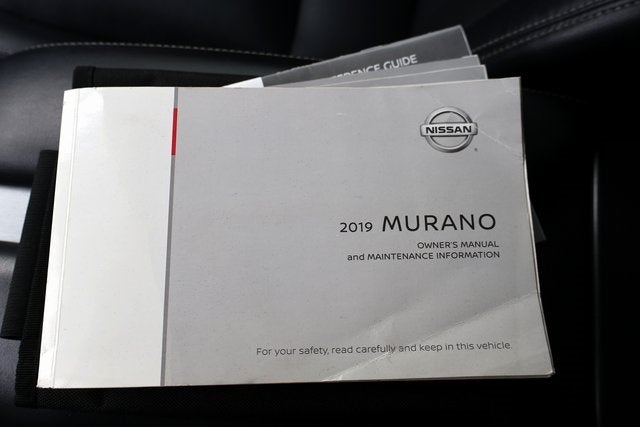 GUIDE
NISSAN
2019 MURANO
OWNER'S MANUAL
and MAINTENANCE INFORMATION
For your safety, read carefully and keep in this vehicle.